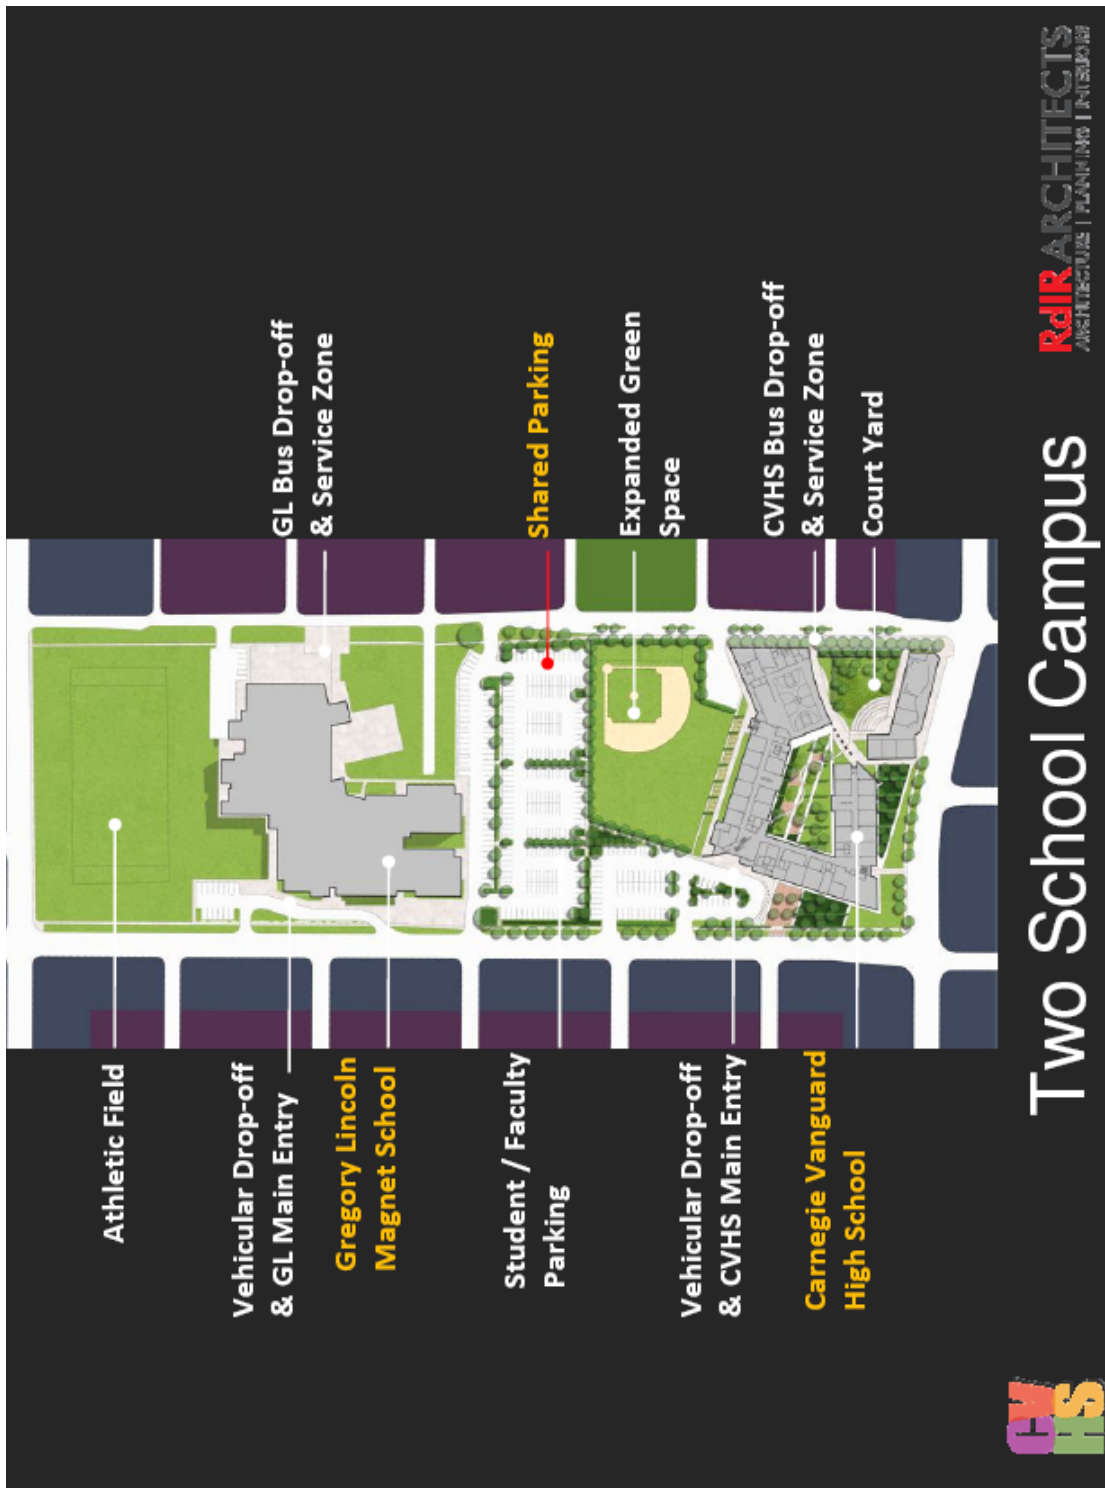 Athletic Field
Vehicular Drop-off
& GL Main Entry
Gregory Lincoln
Magnet School
Student / Faculty
Parking
Vehicular Drop-off
& CVHS Main Entry
Carnegie Vanguard
High School
GL Bus Drop-off
& Service Zone
Shared Parking
Expanded Green
Space
CVHS Bus Drop-off
& Service Zone
Court Yard
CV
HS
Two School Campus
RdlR ARCHITECTS
ARCHITECTURE | PLANNING | INTERIORS